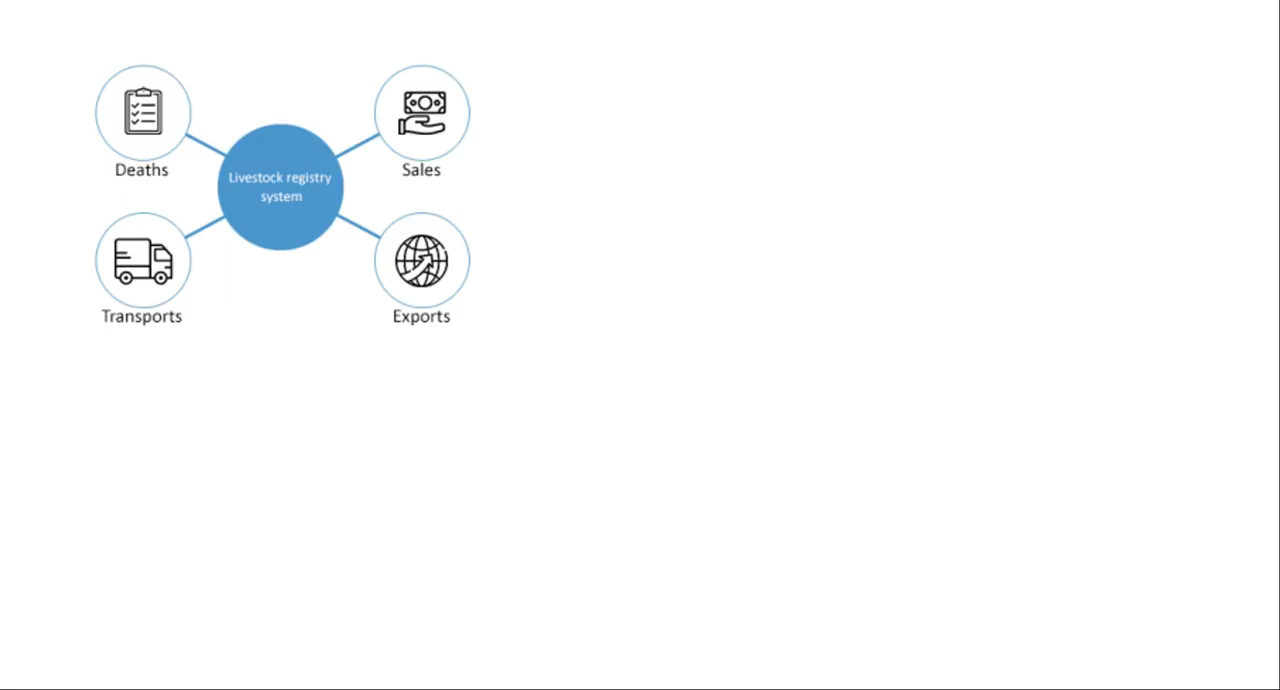 Deaths
Sales
Livestock registry
system
Transports
Exports